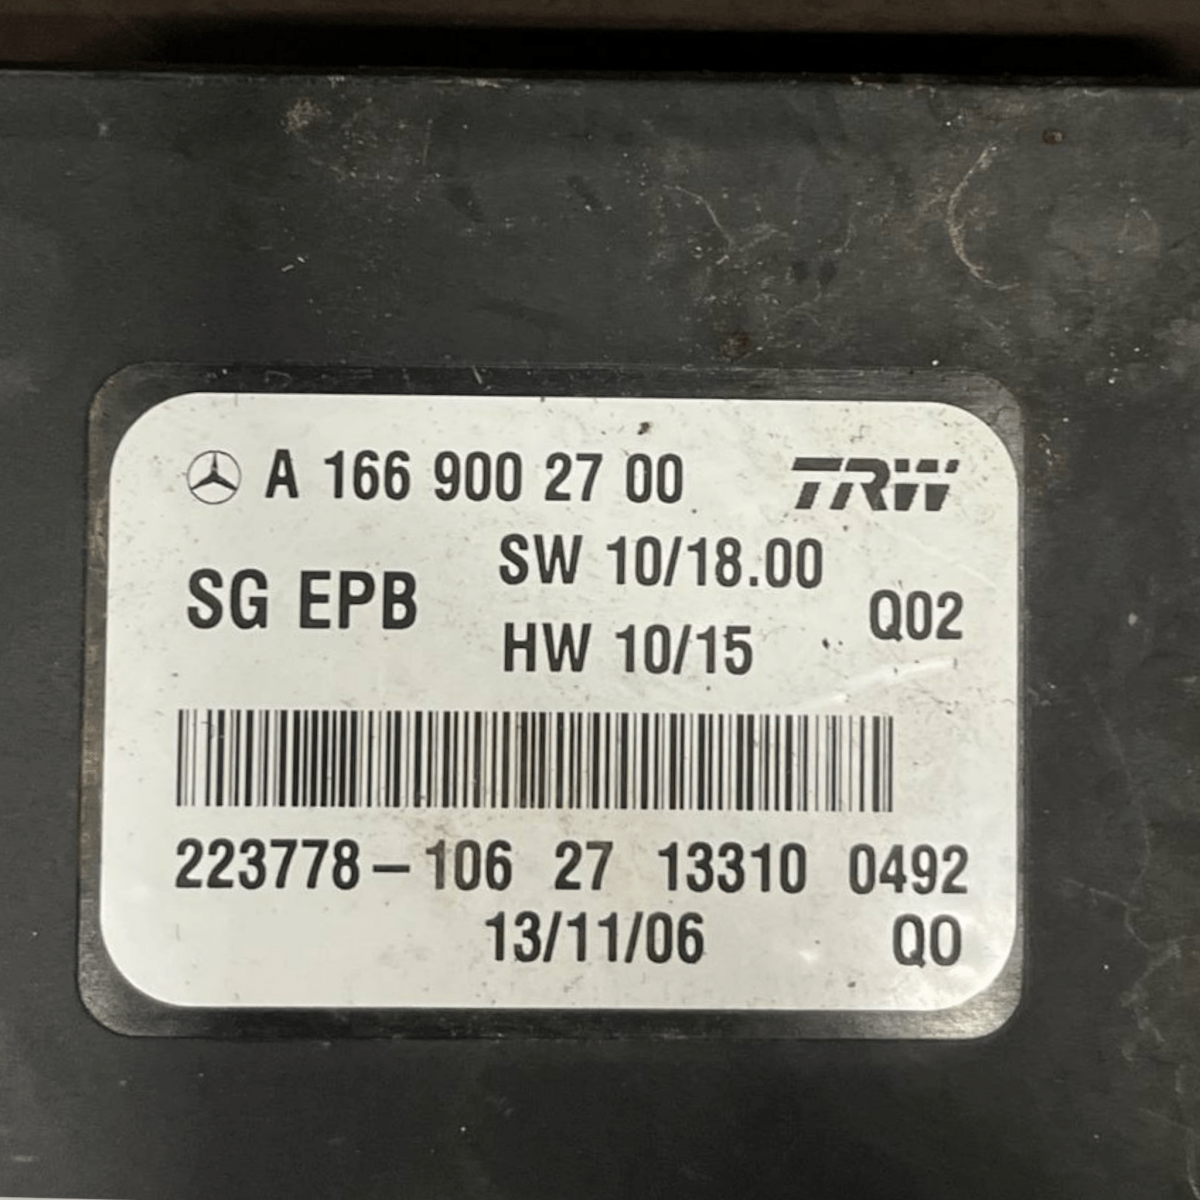 A 166 900 27 00 TRW
SW 10/18.00
SG EPB Q02
HW 10/15
223778-106 27 13310 0492
13/11/06 Q0